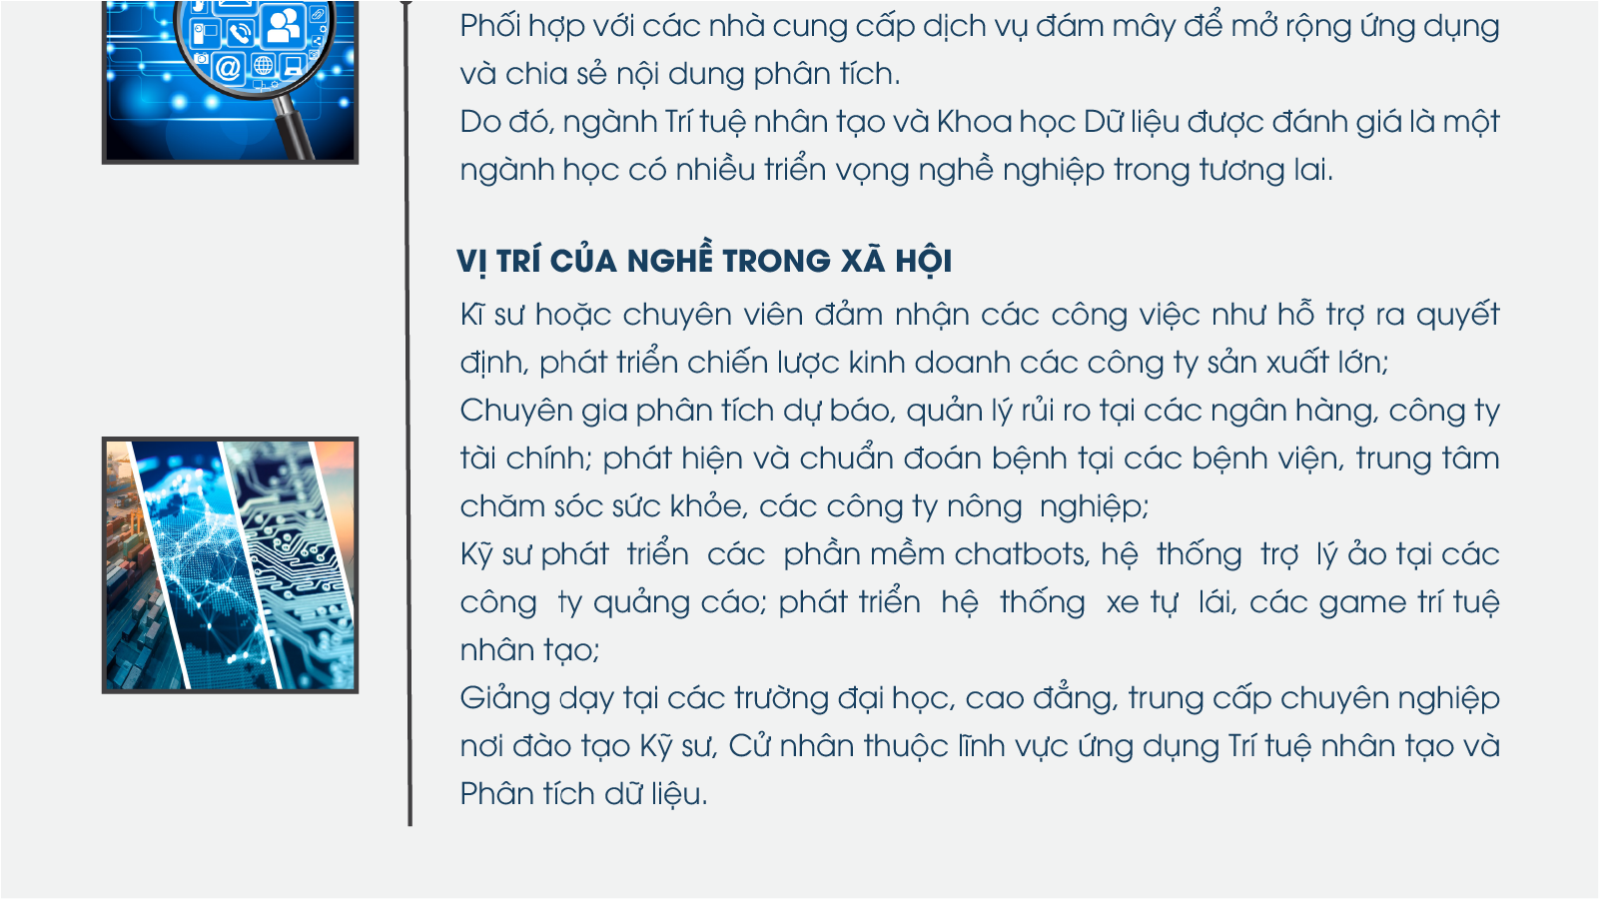 Phối hợp với các nhà cung cấp dịch vụ đám mây để mở rộng ứng dụng
và chia sẻ nội dung phân tích.
Do đó, ngành Trí tuệ nhân tạo và Khoa học Dữ liệu được đánh giá là một
ngành học có nhiều triển vọng nghề nghiệp trong tương lai.
VỊ TRÍ CỦA NGHỀ TRONG XÃ HỘI
Kĩ sư hoặc chuyên viên đảm nhận các công việc như hỗ trợ ra quyết
định, phát triển chiến lược kinh doanh các công ty sản xuất lớn;
Chuyên gia phân tích dự báo, quản lý rủi ro tại các ngân hàng, công ty
tài chính; phát hiện và chuẩn đoán bệnh tại các bệnh viện, trung tâm
chăm sóc sức khỏe, các công ty nông nghiệp;
Kỹ sư phát triển các phần mềm chatbots, hệ thống trợ lý ảo tại các
công ty quảng cáo; phát triển hệ thống xe tự lái, các game trí tuệ
nhân tạo;
Giảng dạy tại các trường đại học, cao đẳng, trung cấp chuyên nghiệp
nơi đào tạo Kỹ sư, Cử nhân thuộc lĩnh vực ứng dụng Trí tuệ nhân tạo và
Phân tích dữ liệu.